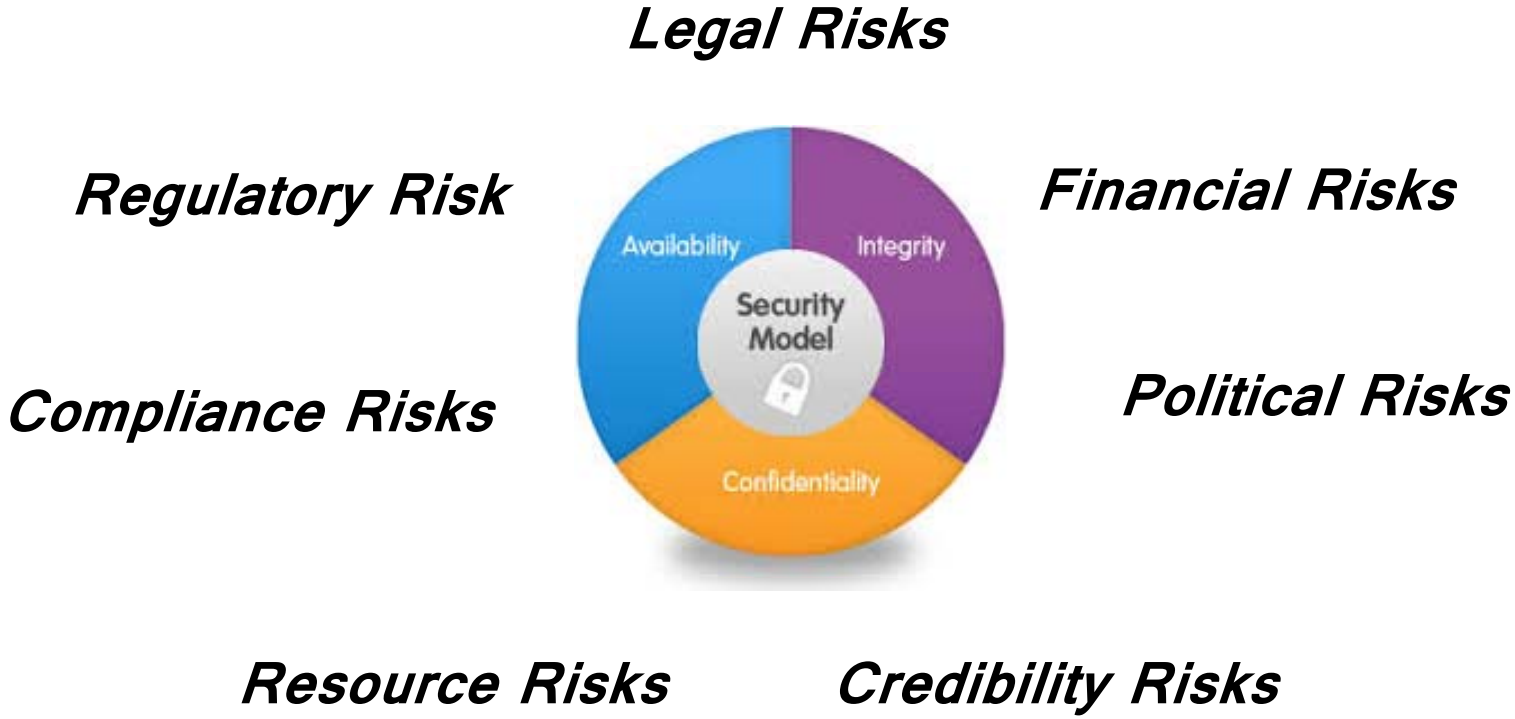 Legal Risks
Regulatory Risk
Financial Risks
Availability
Integrity
Security
Model
Compliance Risks
Political Risks
Confidentiality
Resource Risks
Credibility Risks